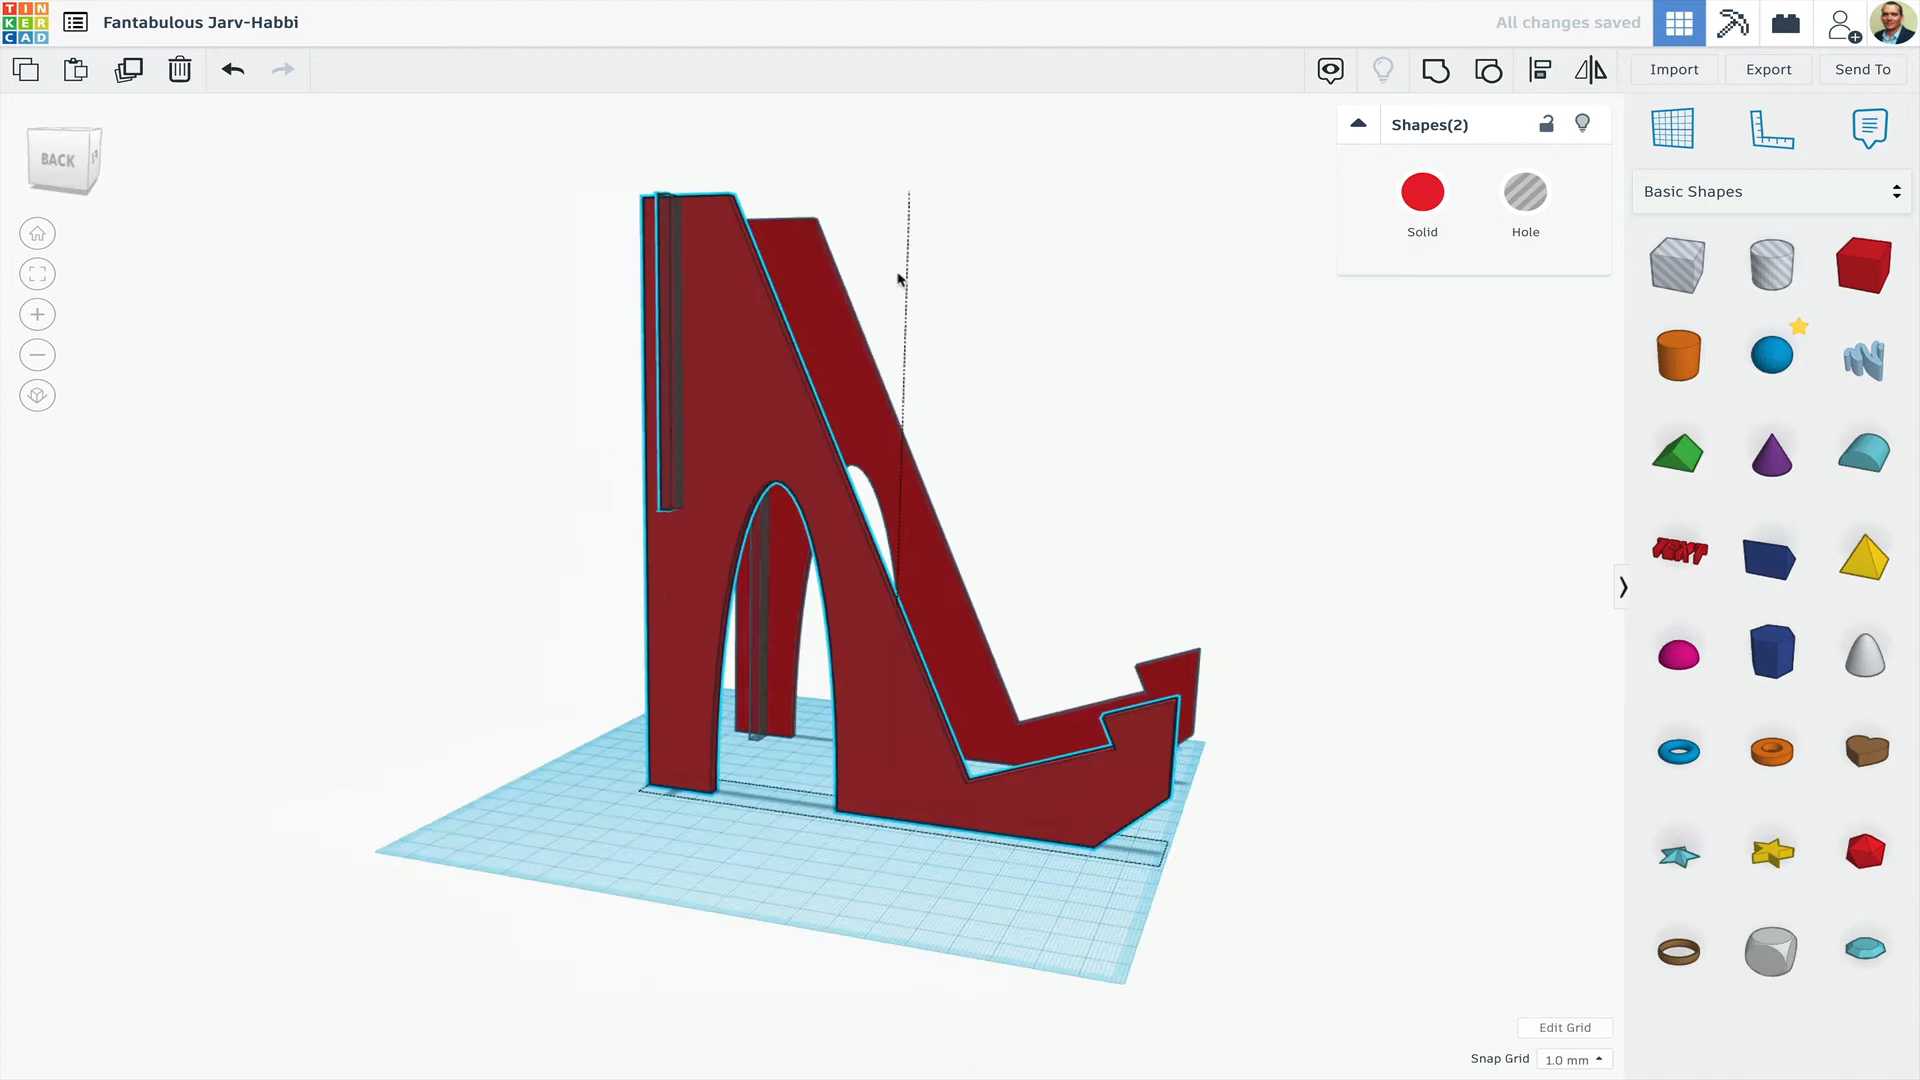 TIN
KER
CAD
Fantabulous Jarv-Habbi
All changes saved
Import
Export
Send To
BACK
Shapes(2)
Solid
Hole
Basic Shapes
TEXT
Edit Grid
Snap Grid
1.0 mm